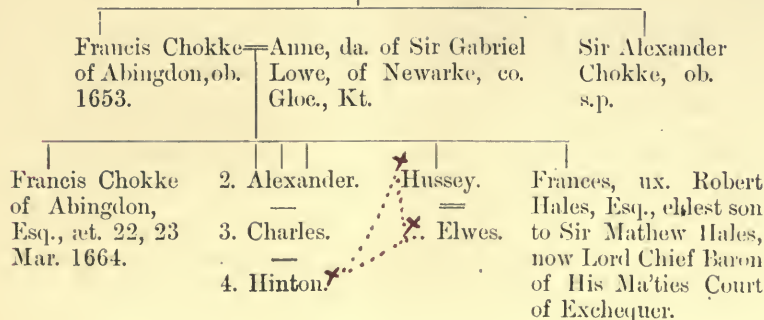 Francis Chokke
of Abingdon, ob.
1653.
Anne, da. of Sir Gabriel
Lowe, of Newarke, co.
Gloc., Kt.
Sir Alexander
Chokke, ob.
s.p.
Francis Chokke
of Abingdon,
Esq., æt. 22, 23
Mar. 1664.
2. Alexander.
3. Charles.
4. Hinton.
Hussey.
=
.. Elwes.
Frances, ux. Robert
Hales, Esq., eldest son
to Sir Mathew Hales,
now Lord Chief Baron
of His Ma'ties Court
of Exchequer.